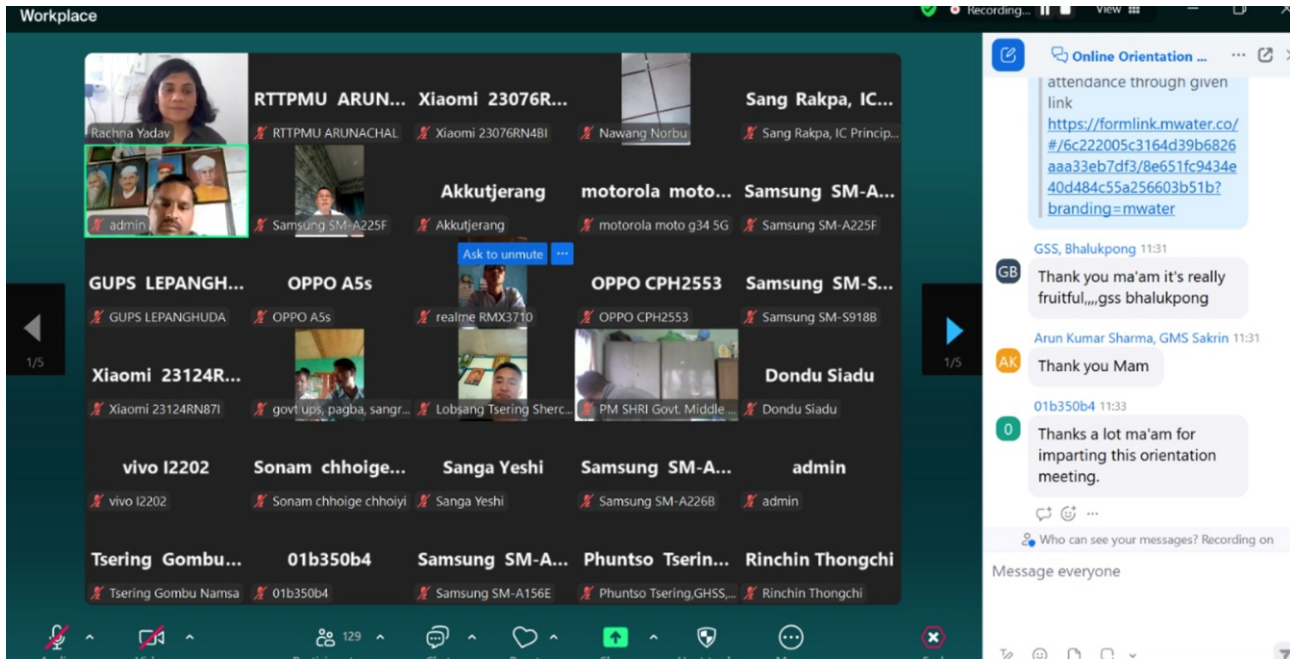 Workplace
Recording...
View
Rachna Yadav
RTTPMU ARUN...
RTTPMU ARUNACHAL
Xiaomi 23076R...
Xiaomi 23076RN4BI
Nawang Norbu
Sang Rakpa, IC...
Sang Rakpa, IC Princip...
admin
Samsung SM-A225F
Akkutjerang
Akkutjerang
motorola moto...
motorola moto g34 5G
Samsung SM-A...
Samsung SM-A225F
GUPS LEPANGH...
GUPS LEPANGHUDA
OPPO A5s
OPPO A5s
Ask to unmute
...
realme RMX3710
OPPO CPH2553
OPPO CPH2553
Samsung SM-S...
Samsung SM-S918B
1/5
1/5
Xiaomi 23124R...
Xiaomi 23124RN87I
govt ups, pagba, sangr...
Lobsang Tsering Sherc...
PM SHRI Govt. Middle ...
Dondu Siadu
Dondu Siadu
vivo I2202
vivo I2202
Sonam chhoige...
Sonam chhoige chhoiyi
Sanga Yeshi
Sanga Yeshi
Samsung SM-A...
Samsung SM-A226B
admin
admin
Tsering Gombu...
Tsering Gombu Namsa
01b350b4
01b350b4
Samsung SM-A...
Samsung SM-A156E
Phuntso Tserin...
Phuntso Tsering,GHSS,...
Rinchin Thongchi
Rinchin Thongchi
129
Online Orientation ...
attendance through given
link
https://formlink.mwater.co/
#/6c222005c3164d39b6826
aaa33eb7df3/8e651fc9434e
40d484c55a256603b51b?
branding=mwater
GSS, Bhalukpong 11:31
GB
Thank you ma'am it's really
fruitful,,,,gss bhalukpong
Arun Kumar Sharma, GMS Sakrin 11:31
AK
Thank you Mam
01b350b4 11:33
0
Thanks a lot ma'am for
imparting this orientation
meeting.
Who can see your messages? Recording on
Message everyone